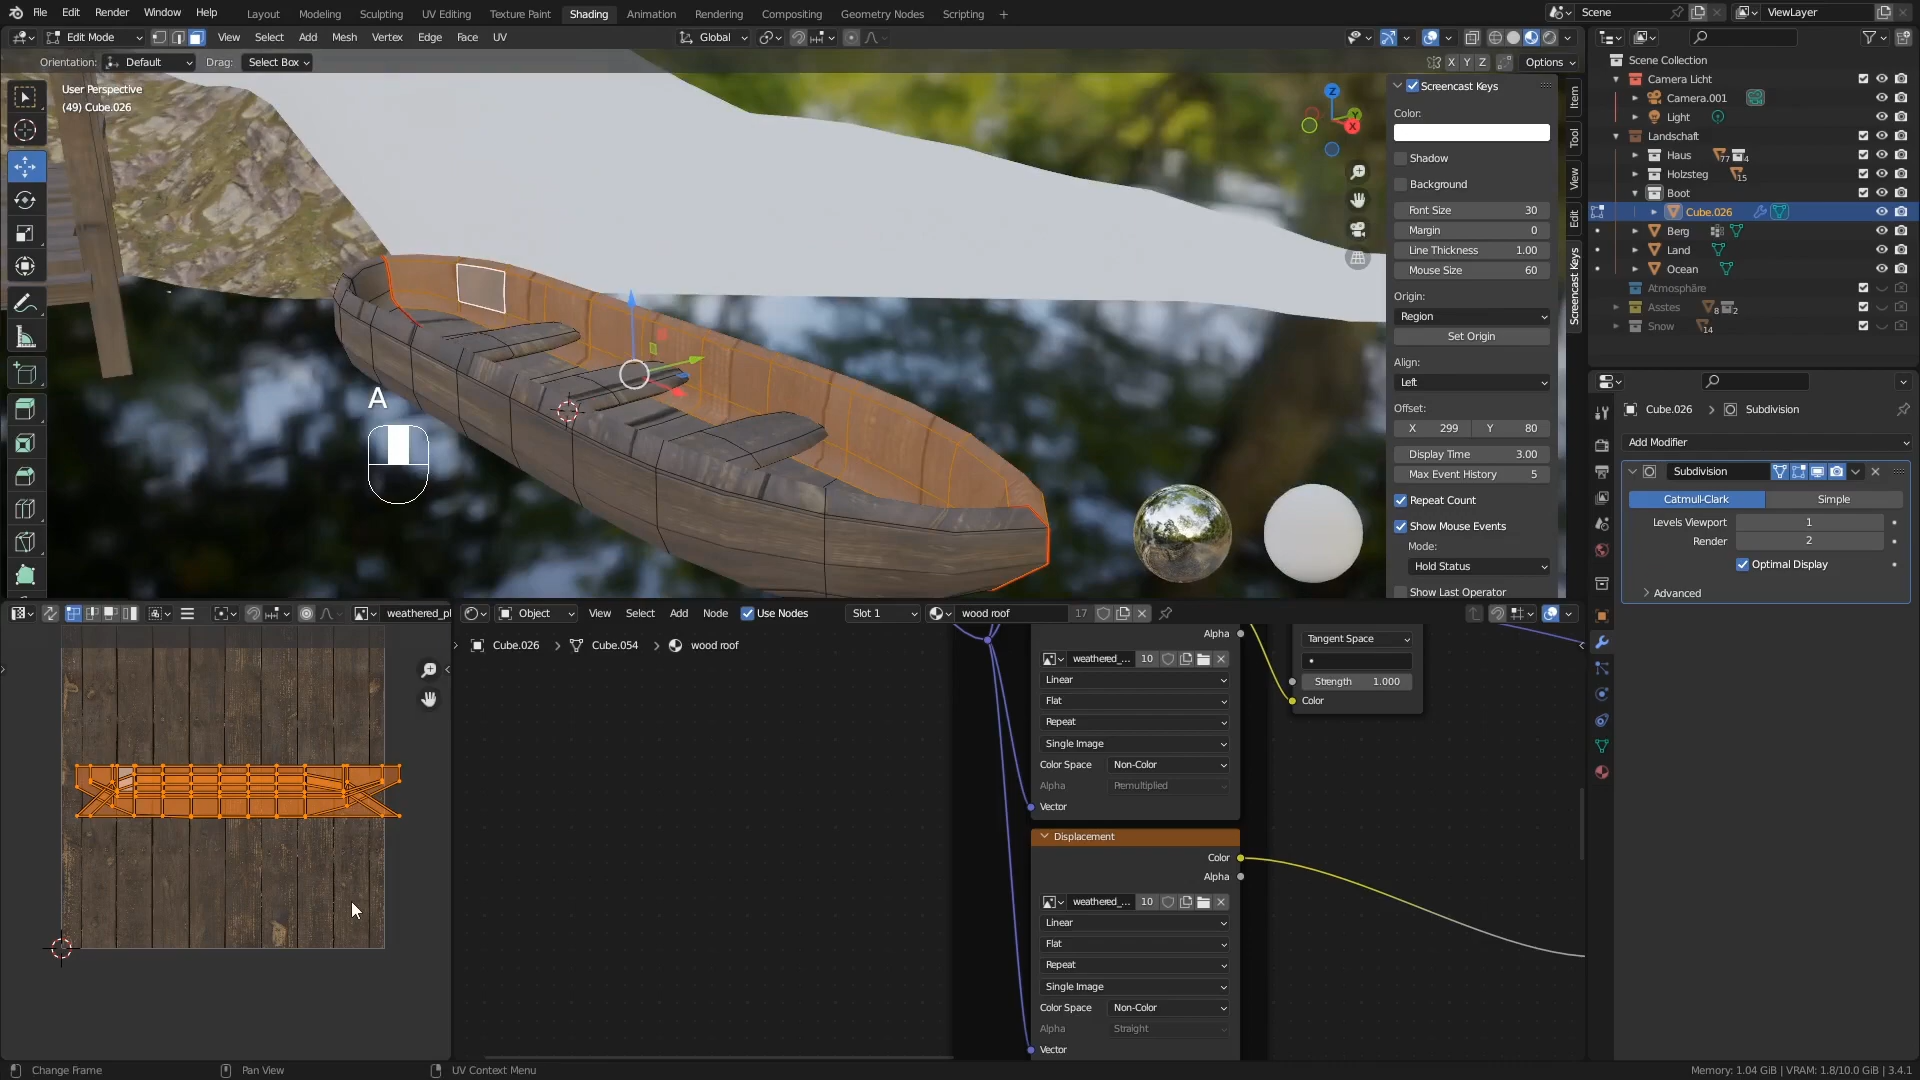 File Edit Render Window Help Layout Modeling Sculpting UV Editing Texture Paint Shading Animation Rendering Compositing Geometry Nodes Scripting + Scene ViewLayer
Edit Mode View Select Add Mesh Vertex Edge Face UV Global
Orientation: Default Drag: Select Box X Y Z Options
User Perspective
(49) Cube.026
A
Z
Y
X
Screencast Keys
Color:
Shadow
Background
Font Size 30
Margin 0
Line Thickness 1.00
Mouse Size 60
Origin:
Region
Set Origin
Align:
Left
Offset:
X 299 Y 80
Display Time 3.00
Max Event History 5
Repeat Count
Show Mouse Events
Mode:
Hold Status
Show Last Operator
Item
Tool
View
Edit
Screencast Keys
Scene Collection
Camera Licht
Camera.001
Light
Landschaft
Haus 77 4
Holzsteg 15
Boot
Cube.026
Berg
Land
Ocean
Atmosphäre
Asstes 8 2
Snow 14
Cube.026 > Subdivision
Add Modifier
Subdivision
Catmull-Clark Simple
Levels Viewport 1
Render 2
Optimal Display
Advanced
weathered_pl
Object View Select Add Node Use Nodes Slot 1 wood roof 17
Cube.026 > Cube.054 > wood roof
Alpha
weathered_... 10
Linear
Flat
Repeat
Single Image
Color Space Non-Color
Alpha Premultiplied
Vector
Tangent Space
Strength 1.000
Color
Displacement
Color
Alpha
weathered_... 10
Linear
Flat
Repeat
Single Image
Color Space Non-Color
Alpha Straight
Vector
Change Frame Pan View UV Context Menu Memory: 1.04 GiB | VRAM: 1.8/10.0 GiB | 3.4.1